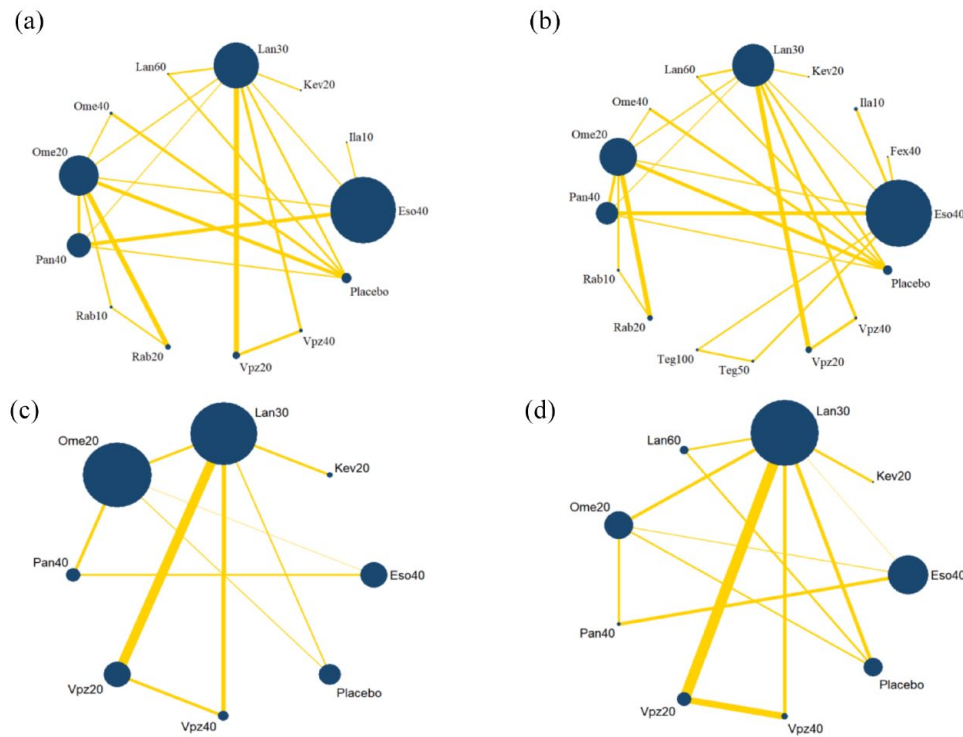 (a)
Lan30
Lan60
Kev20
Ome40
Ila10
Ome20
Eso40
Pan40
Placebo
Rab10
Vpz40
Rab20
Vpz20
(b)
Lan30
Lan60
Kev20
Ome40
Ila10
Ome20
Fex40
Pan40
Eso40
Rab10
Placebo
Rab20
Vpz40
Teg100
Vpz20
Teg50
(c)
Lan30
Ome20
Kev20
Pan40
Eso40
Vpz20
Placebo
Vpz40
(d)
Lan30
Lan60
Kev20
Ome20
Eso40
Pan40
Placebo
Vpz20
Vpz40